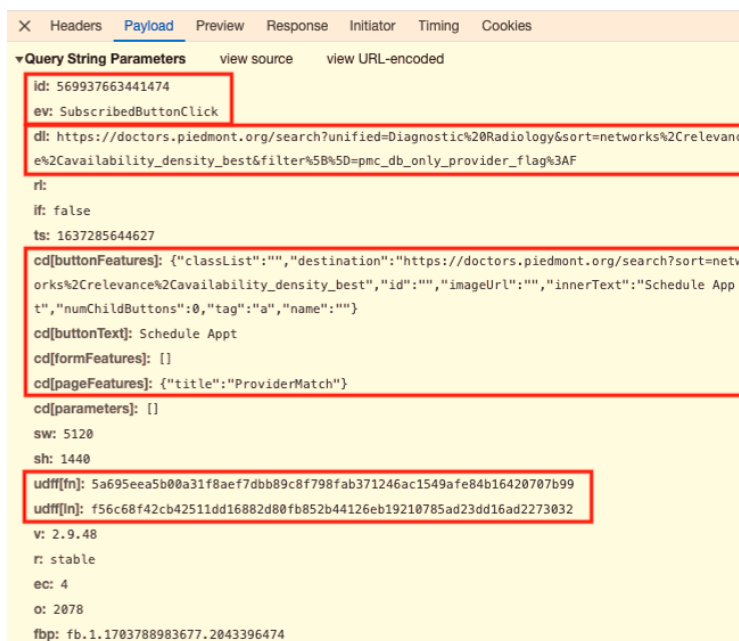 × Headers Payload Preview Response Initiator Timing Cookies
▼Query String Parameters view source view URL-encoded
id: 569937663441474
ev: SubscribedButtonClick
dl: https://doctors.piedmont.org/search?unified=Diagnostic%20Radiology&sort=networks%2Crelevanc
e%2Cavailability_density_best&filter%5B%5D=pmc_db_only_provider_flag%3AF
rl:
if: false
ts: 1637285644627
cd[buttonFeatures]: {"classList":"","destination":"https://doctors.piedmont.org/search?sort=netw
orks%2Crelevance%2Cavailability_density_best","id":"","imageUrl":"","innerText":"Schedule App
t","numChildButtons":0,"tag":"a","name":""}
cd[buttonText]: Schedule Appt
cd[formFeatures]: []
cd[pageFeatures]: {"title":"ProviderMatch"}
cd[parameters]: []
sw: 5120
sh: 1440
udff[fn]: 5a695eea5b00a31f8aef7dbb89c8f798fab371246ac1549afe84b16420707b99
udff[ln]: f56c68f42cb42511dd16882d80fb852b44126eb19210785ad23dd16ad2273032
v: 2.9.48
r: stable
ec: 4
o: 2078
fbp: fb.1.1703788983677.2043396474